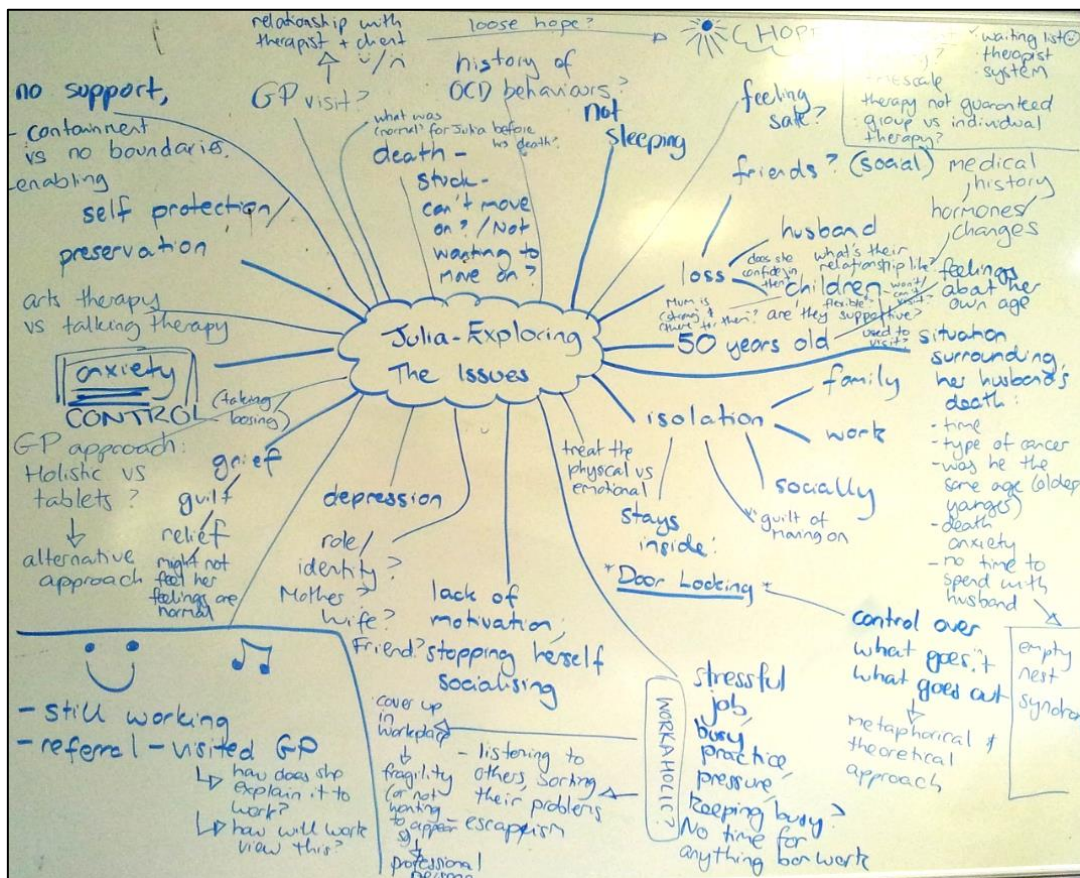 relationship with
therapist + client
loose hope?
GP visit?
history of
OCD behaviours?
what was
(normal) for Julia before
his death?
death -
stuck-
can't move
on? / Not
wanting to
move on?
not
sleeping
feeling
safe?
waiting list
therapist
system
therapy not guaranteed
group vs individual
therapy?
no support,
- containment
vs no boundaries.
- enabling
self protection/
preservation
arts therapy
vs talking therapy
anxiety
CONTROL (taking/
loosing)
GP approach:
Holistic vs
tablets?
alternative
approach
grief
guilt/
relief
might not
feel her
feelings are
normal
Julia-Exploring
The Issues
friends? (social)
loss
husband
does she
confide in
them?
what's their
relationship like?
children
flexible
won't/
can't
visit?
used to
visit?
Mum is
(strong &
there for them?
are they supportive?
medical
history
hormones/
changes
50 years old
feelings
about her
own age
situation
surrounding
her husband's
death:
- time
- type of cancer
- was he the
same age (older
- death
anxiety
- no time to
spend with
husband
empty
nest
isolation
family
work
socially
guilt of
moving on
stays
inside
treat the
physical vs
emotional
* Door Locking *
control over
what goes it
what goes out
metaphorical &
theoretical
approach
depression
role/
identity?
Mother?
Wife?
Friend?
lack of
motivation,
stopping herself
socialising
WORKAHOLIC?
stressful
job,
busy
practice,
pressure,
keeping busy?
No time for
anything bar work
- listening to
others, sorting
their problems
escapism
cover up
in
workplace
fragility
(or not
wanting
to appear
professional
- still working
- referral - visited GP
how does she
explain it to
work?
how will work
view this?